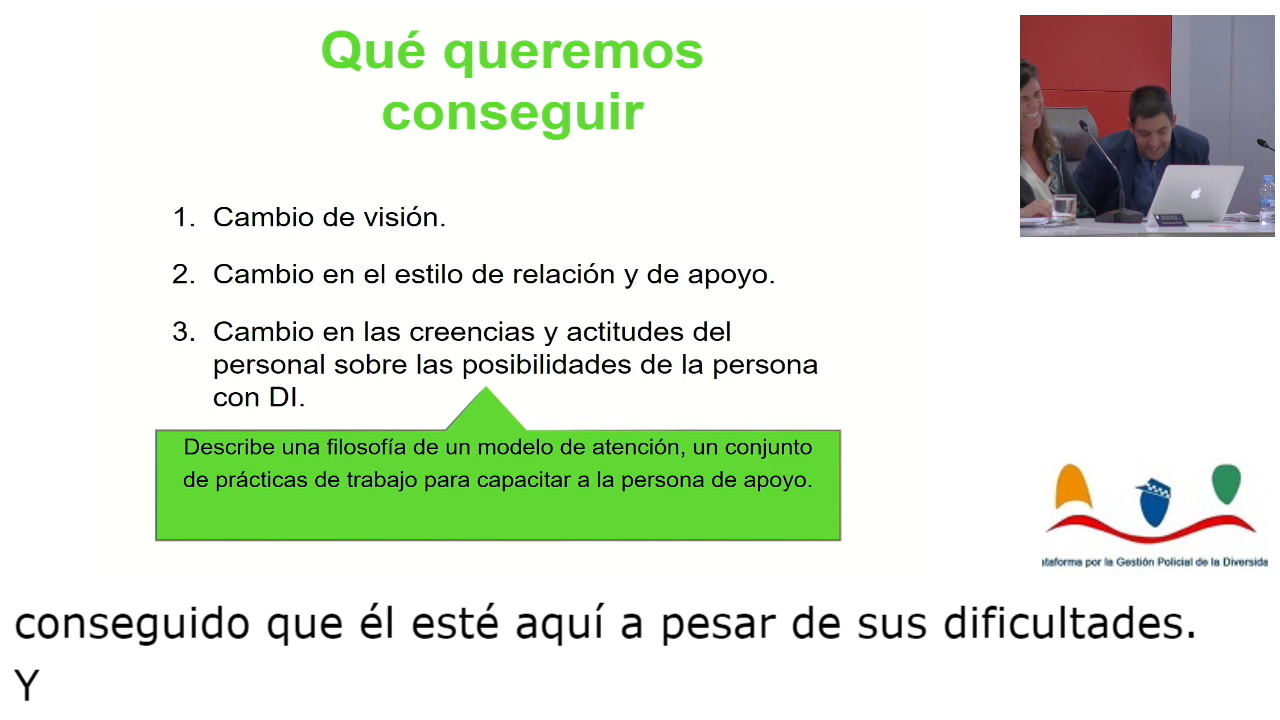 Qué queremos
conseguir
1. Cambio de visión.
2. Cambio en el estilo de relación y de apoyo.
3. Cambio en las creencias y actitudes del
personal sobre las posibilidades de la persona
con DI.
Describe una filosofía de un modelo de atención, un conjunto
de prácticas de trabajo para capacitar a la persona de apoyo.
ataforma por la Gestión Policial de la Diversida
conseguido que él esté aquí a pesar de sus dificultades.
Y